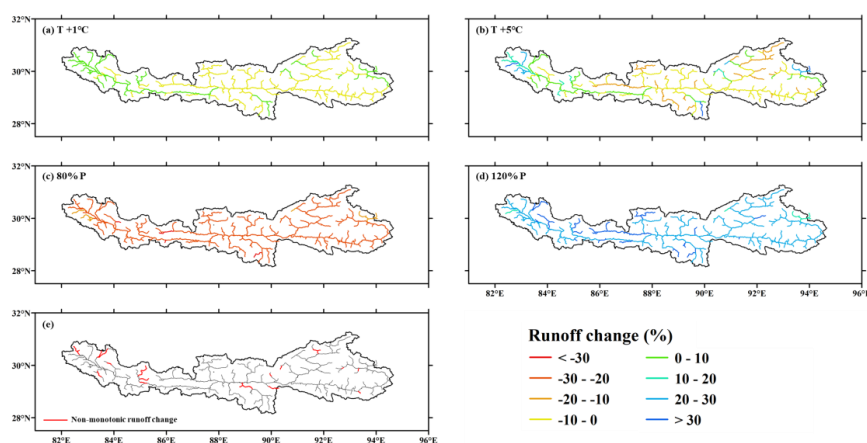 32°N
30°N
28°N
(a) T +1℃
(b) T +5℃
(c) 80% P
(d) 120% P
32°N
30°N
28°N
82°E 84°E 86°E 88°E 90°E 92°E 94°E 96°E
32°N
30°N
28°N
(e)
Non-monotonic runoff change
82°E 84°E 86°E 88°E 90°E 92°E 94°E 96°E
Runoff change (%)
< -30
-30 - -20
-20 - -10
-10 - 0
0 - 10
10 - 20
20 - 30
> 30